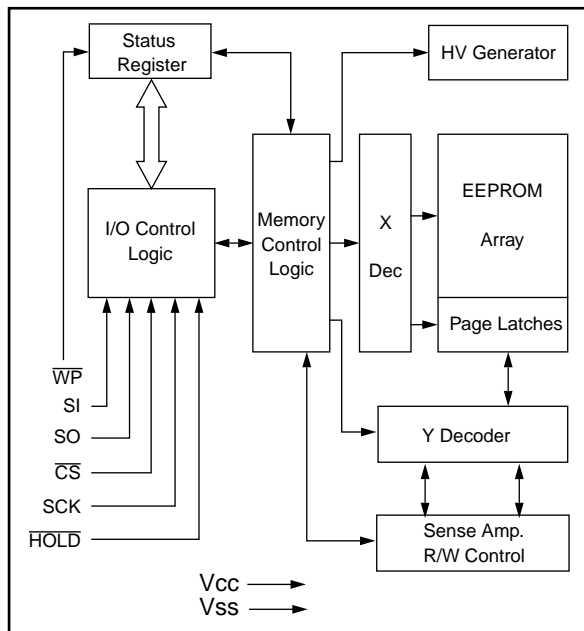 Status
Register
HV Generator
I/O Control
Logic
Memory
Control
Logic
X
Dec
EEPROM
Array
Page Latches
WP
SI
SO
CS
SCK
HOLD
Y Decoder
Sense Amp.
R/W Control
Vcc
Vss